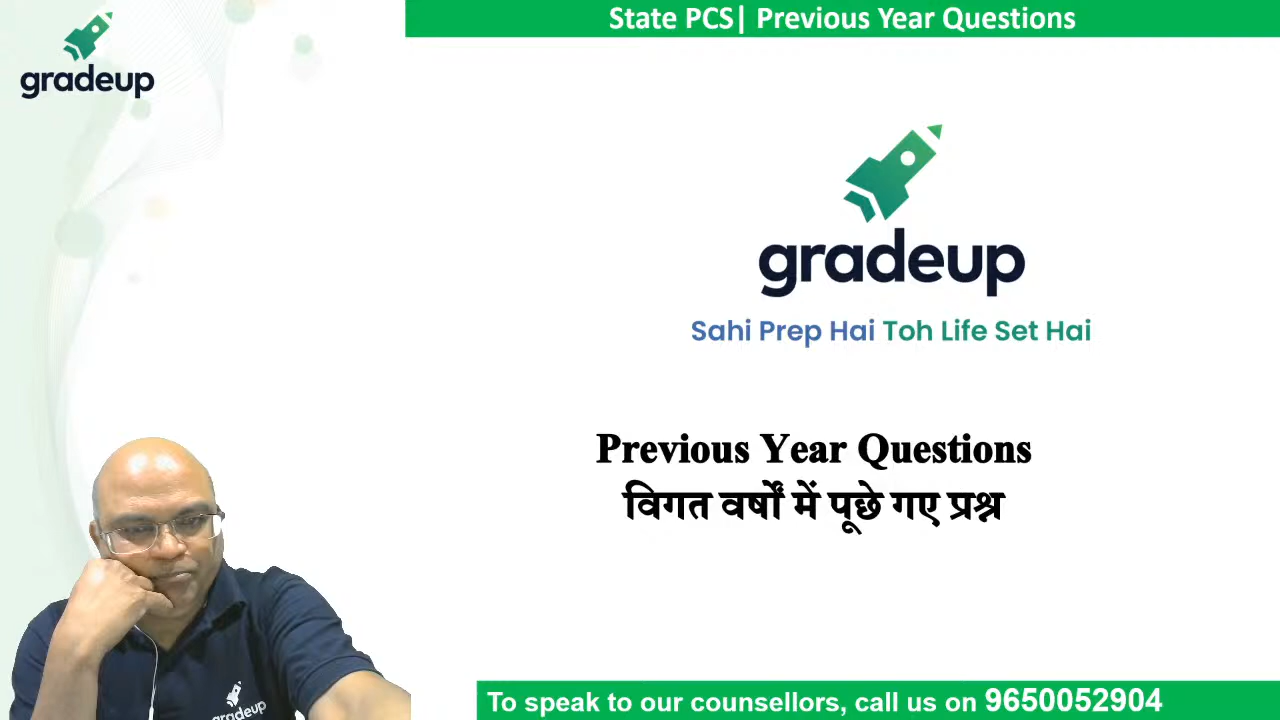 State PCS| Previous Year Questions
gradeup
gradeup
Sahi Prep Hai Toh Life Set Hai
Previous Year Questions
विगत वर्षों में पूछे गए प्रश्न
gradeup
To speak to our counsellors, call us on 9650052904